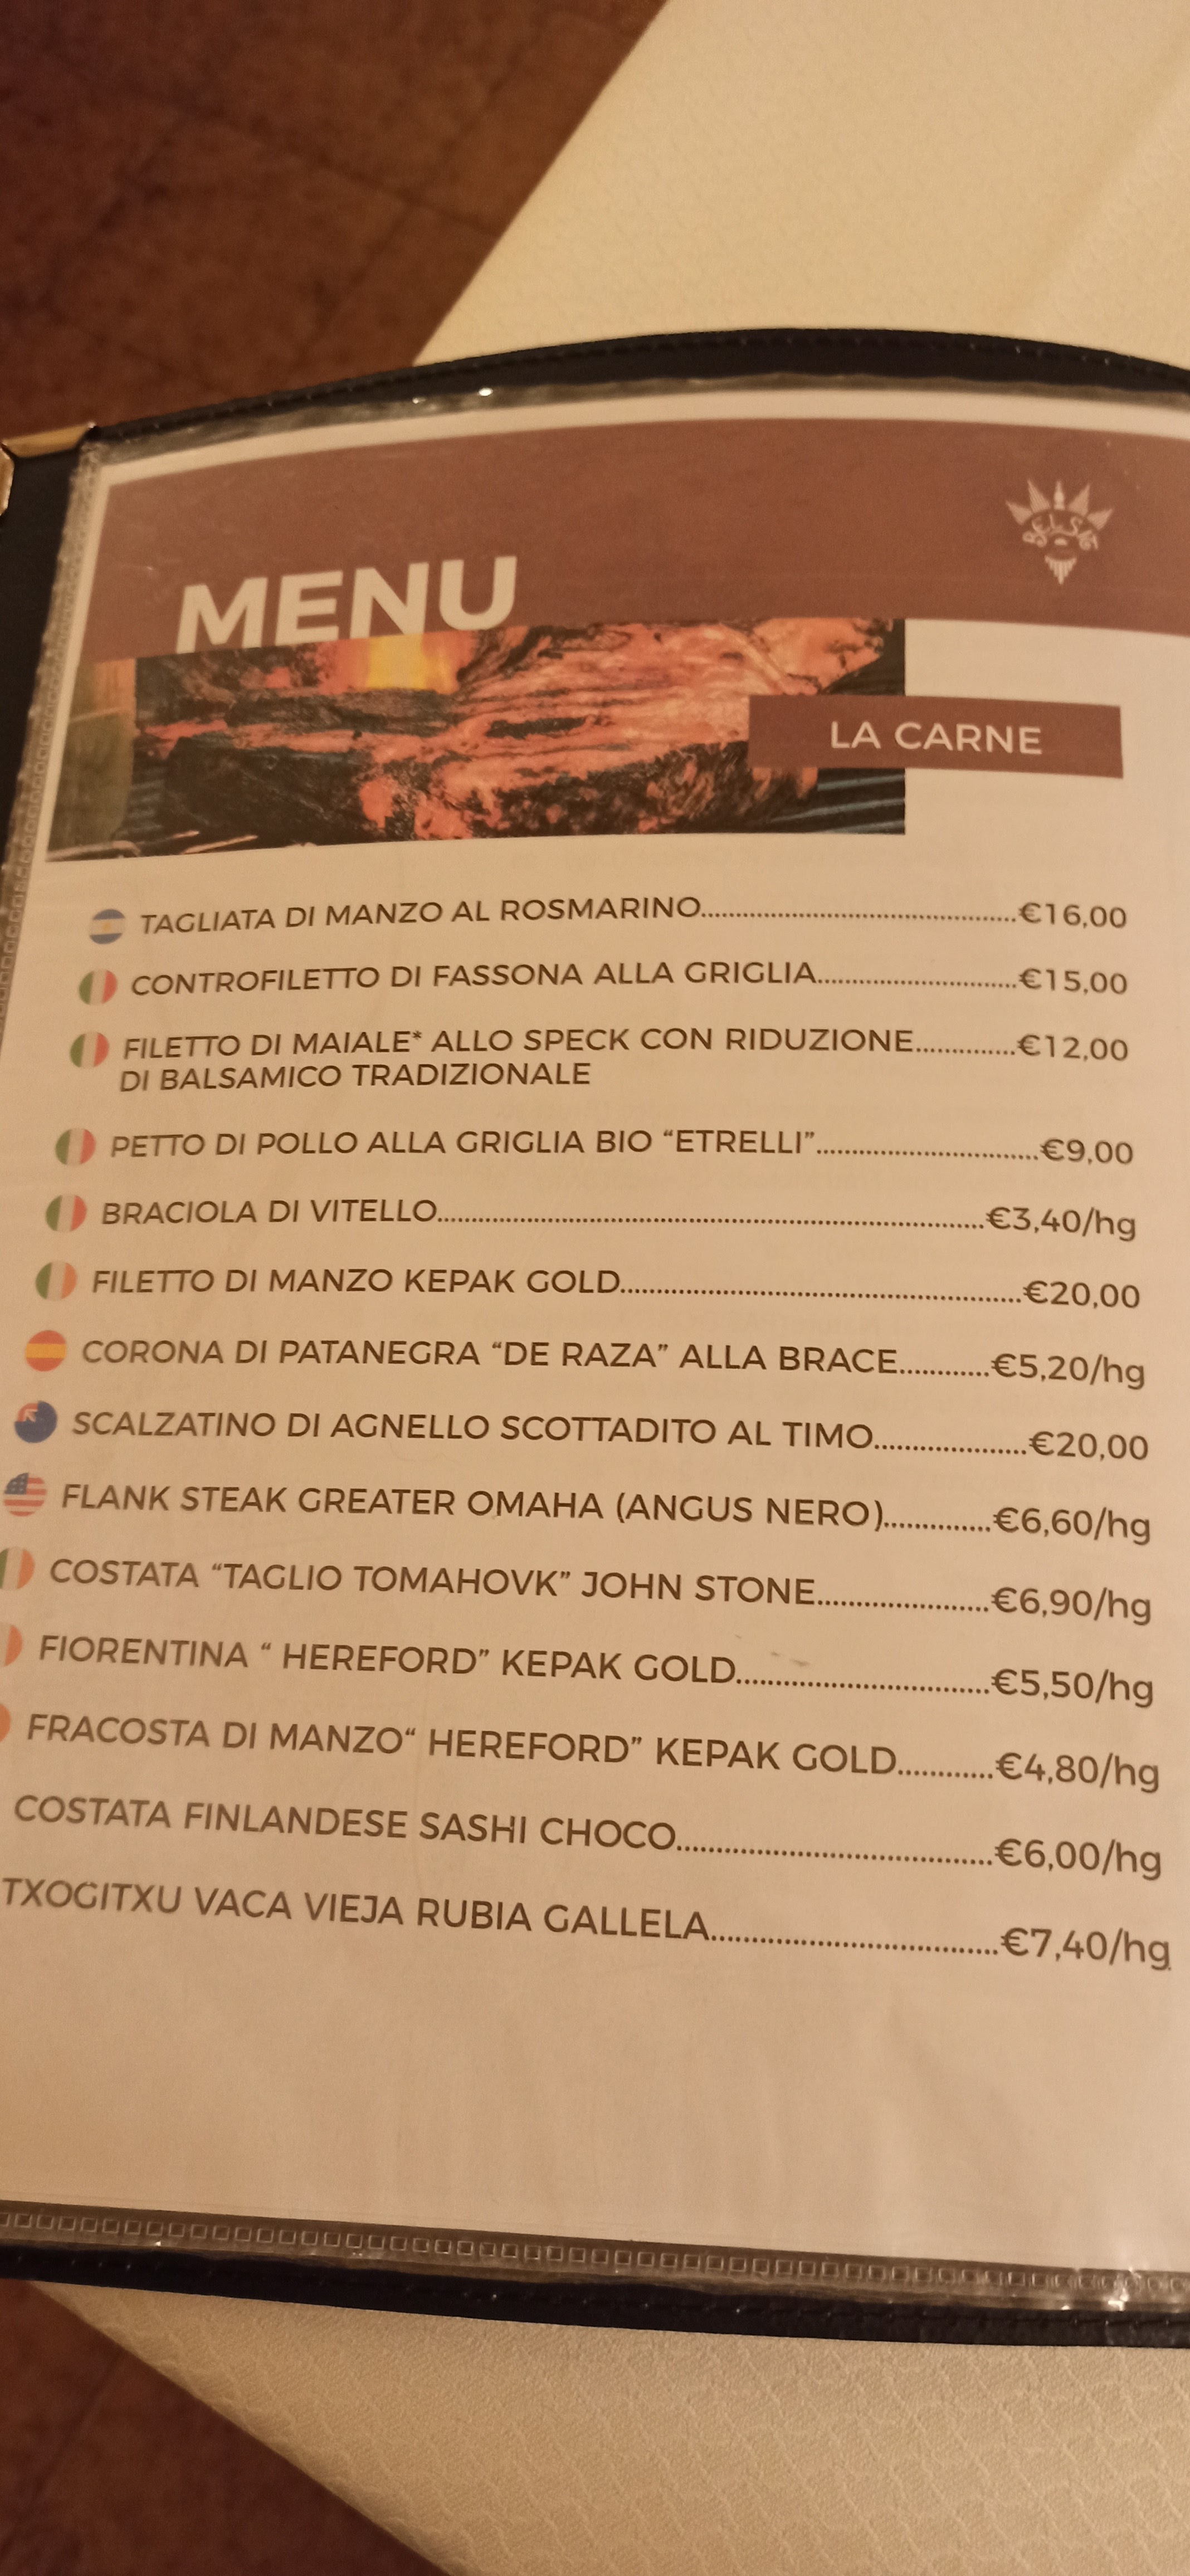 BELSIT
MENU
LA CARNE
TAGLIATA DI MANZO AL ROSMARINO..............................€16,00
CONTROFILETTO DI FASSONA ALLA GRIGLIA....................€15,00
FILETTO DI MAIALE* ALLO SPECK CON RIDUZIONE.............€12,00
DI BALSAMICO TRADIZIONALE
PETTO DI POLLO ALLA GRIGLIA BIO “ETRELLI”......................€9,00
BRACIOLA DI VITELLO..................................................€3,40/hg
FILETTO DI MANZO KEPAK GOLD........................................€20,00
CORONA DI PATANEGRA “DE RAZA” ALLA BRACE...........€5,20/hg
SCALZATINO DI AGNELLO SCOTTADITO AL TIMO................€20,00
FLANK STEAK GREATER OMAHA (ANGUS NERO).............€6,60/hg
COSTATA “TAGLIO TOMAHOVK” JOHN STONE....................€6,90/hg
FIORENTINA “ HEREFORD” KEPAK GOLD.............................€5,50/hg
FRACOSTA DI MANZO“ HEREFORD” KEPAK GOLD............€4,80/hg
COSTATA FINLANDESE SASHI CHOCO...................................€6,00/hg
TXOGITXU VACA VIEJA RUBIA GALLELA................................€7,40/hg